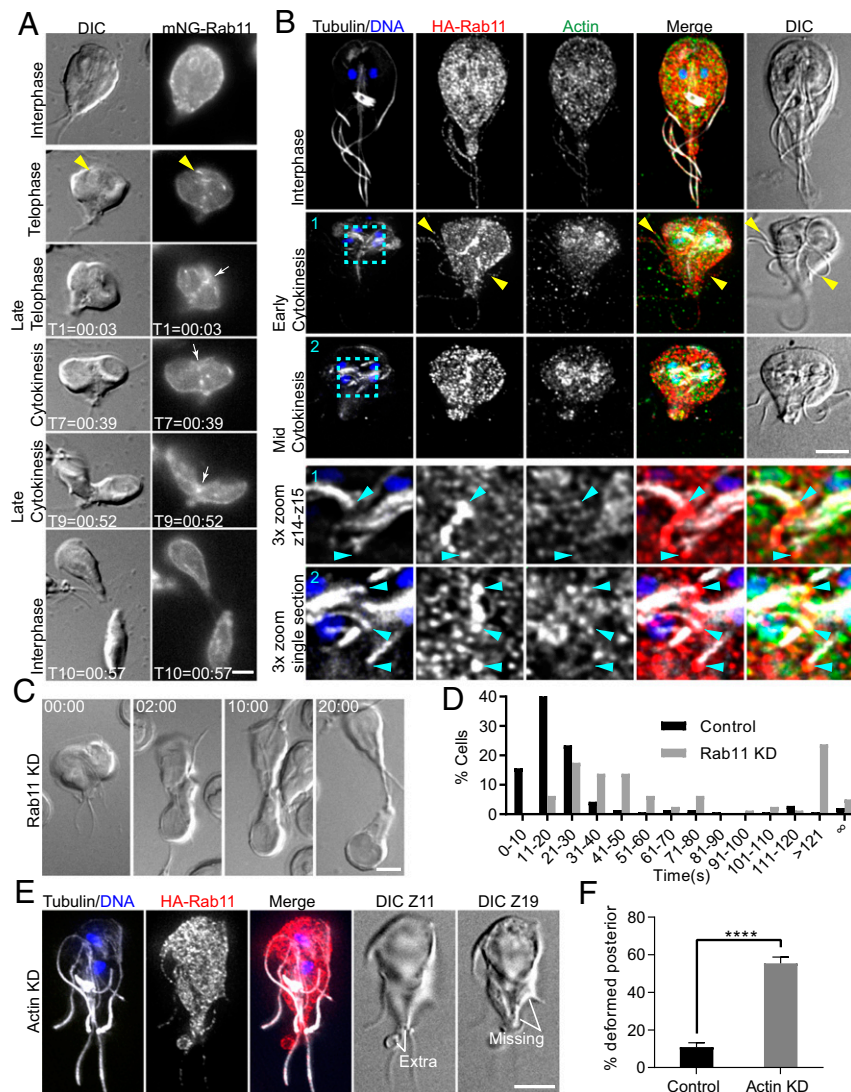 A
DIC
mNG-Rab11
Interphase
Telophase
Late
Telophase
T1=00:03
T1=00:03
Cytokinesis
T7=00:39
T7=00:39
Late
Cytokinesis
T9=00:52
T9=00:52
Interphase
T10=00:57
T10=00:57
B
Tubulin/DNA
HA-Rab11
Actin
Merge
DIC
Interphase
1
Early
Cytokinesis
2
Mid
Cytokinesis
1
3x zoom
z14-z15
2
3x zoom
single section
C
00:00
02:00
10:00
20:00
Rab11 KD
D
% Cells
40
30
20
10
0
Control
Rab11 KD
0-10
11-20
21-30
31-40
41-50
51-60
61-70
71-80
81-90
91-100
101-110
111-120
>121
∞
Time(s)
E
Tubulin/DNA
HA-Rab11
Merge
DIC Z11
DIC Z19
Actin KD
Extra
Missing
F
% deformed posterior
80
60
40
20
0
****
Control
Actin KD